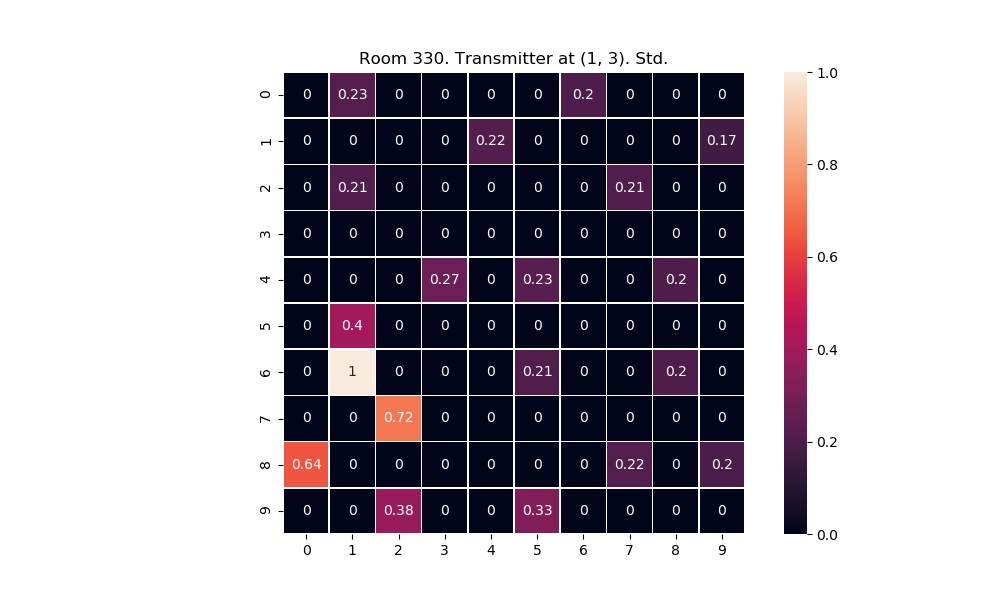 Room 330. Transmitter at (1, 3). Std.
0 0 0.23 0 0 0 0 0.2 0 0 0
1 0 0 0 0 0.22 0 0 0 0 0.17
2 0 0.21 0 0 0 0 0 0.21 0 0
3 0 0 0 0 0 0 0 0 0 0
4 0 0 0 0.27 0 0.23 0 0 0.2 0
5 0 0.4 0 0 0 0 0 0 0 0
6 0 1 0 0 0 0.21 0 0 0.2 0
7 0 0 0.72 0 0 0 0 0 0 0
8 0.64 0 0 0 0 0 0 0.22 0 0.2
9 0 0 0.38 0 0 0.33 0 0 0 0
0 1 2 3 4 5 6 7 8 9
1.0
0.8
0.6
0.4
0.2
0.0